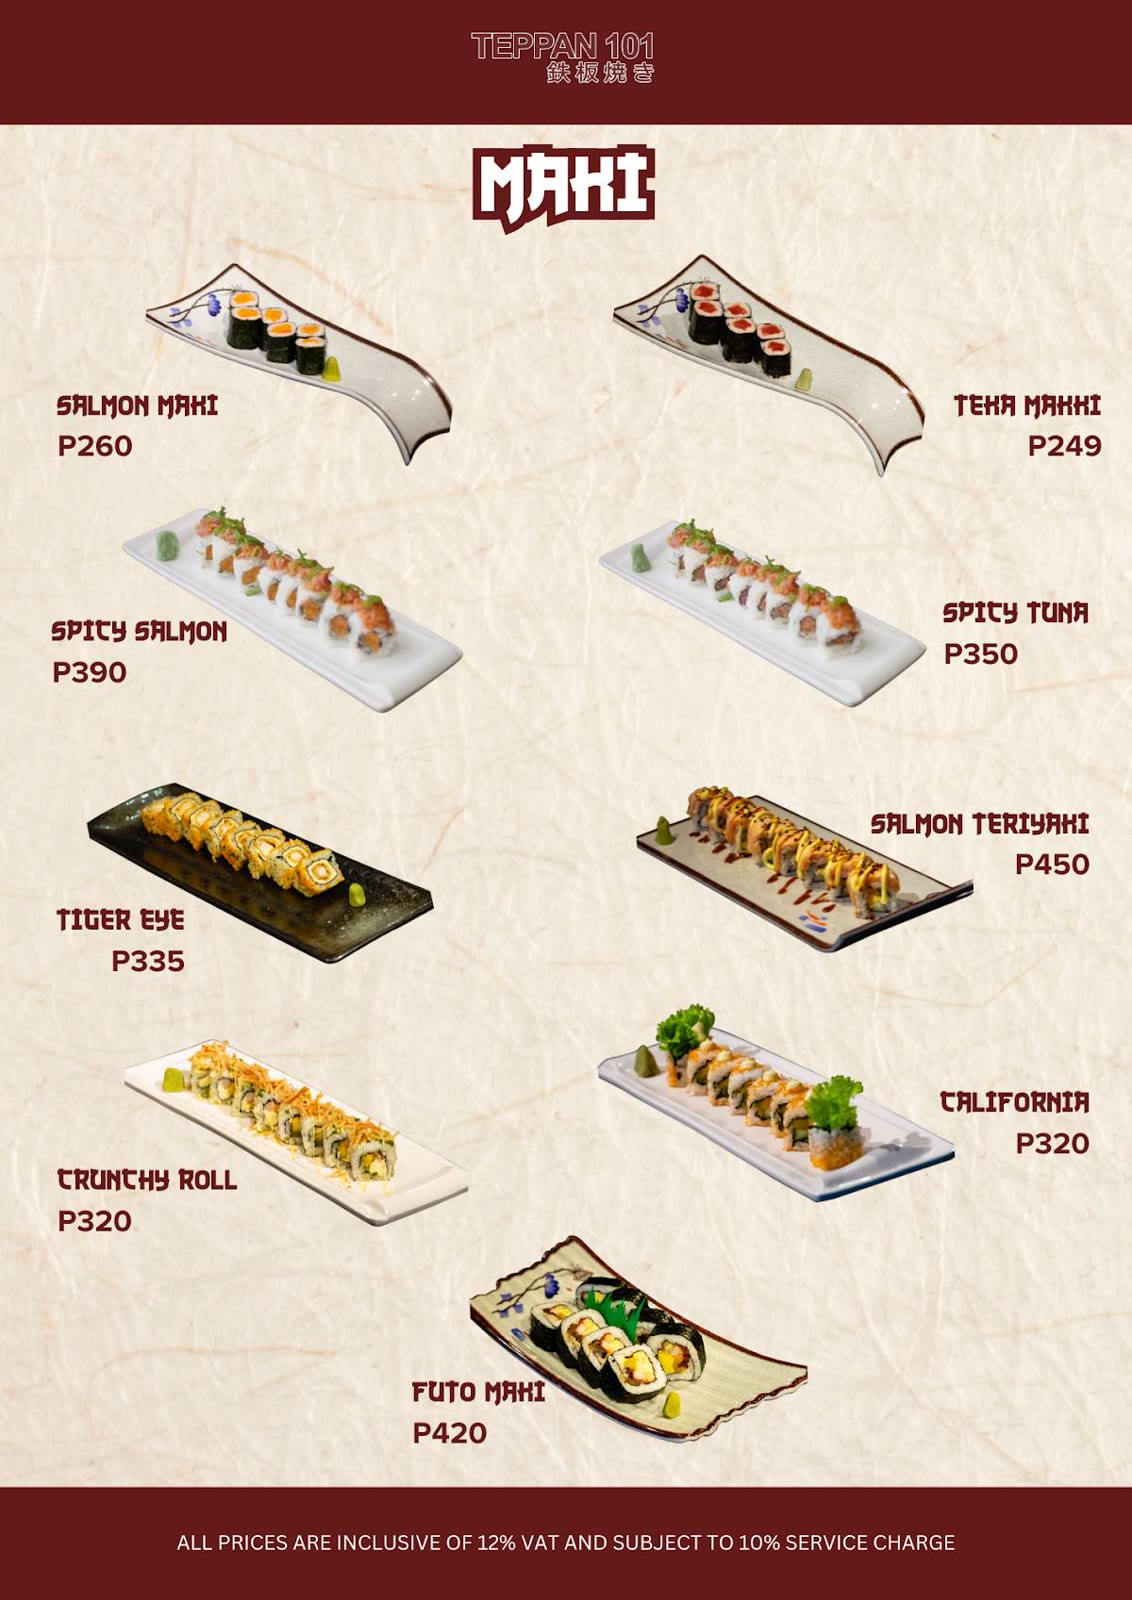 TEPPAN 101
鉄板焼き
MAKI
SALMON MAKI
P260
TEKA MAKKI
P249
SPICY SALMON
P390
SPICY TUNA
P350
TIGER EYE
P335
SALMON TERIYAKI
P450
CRUNCHY ROLL
P320
CALIFORNIA
P320
FUTO MAKI
P420
ALL PRICES ARE INCLUSIVE OF 12% VAT AND SUBJECT TO 10% SERVICE CHARGE